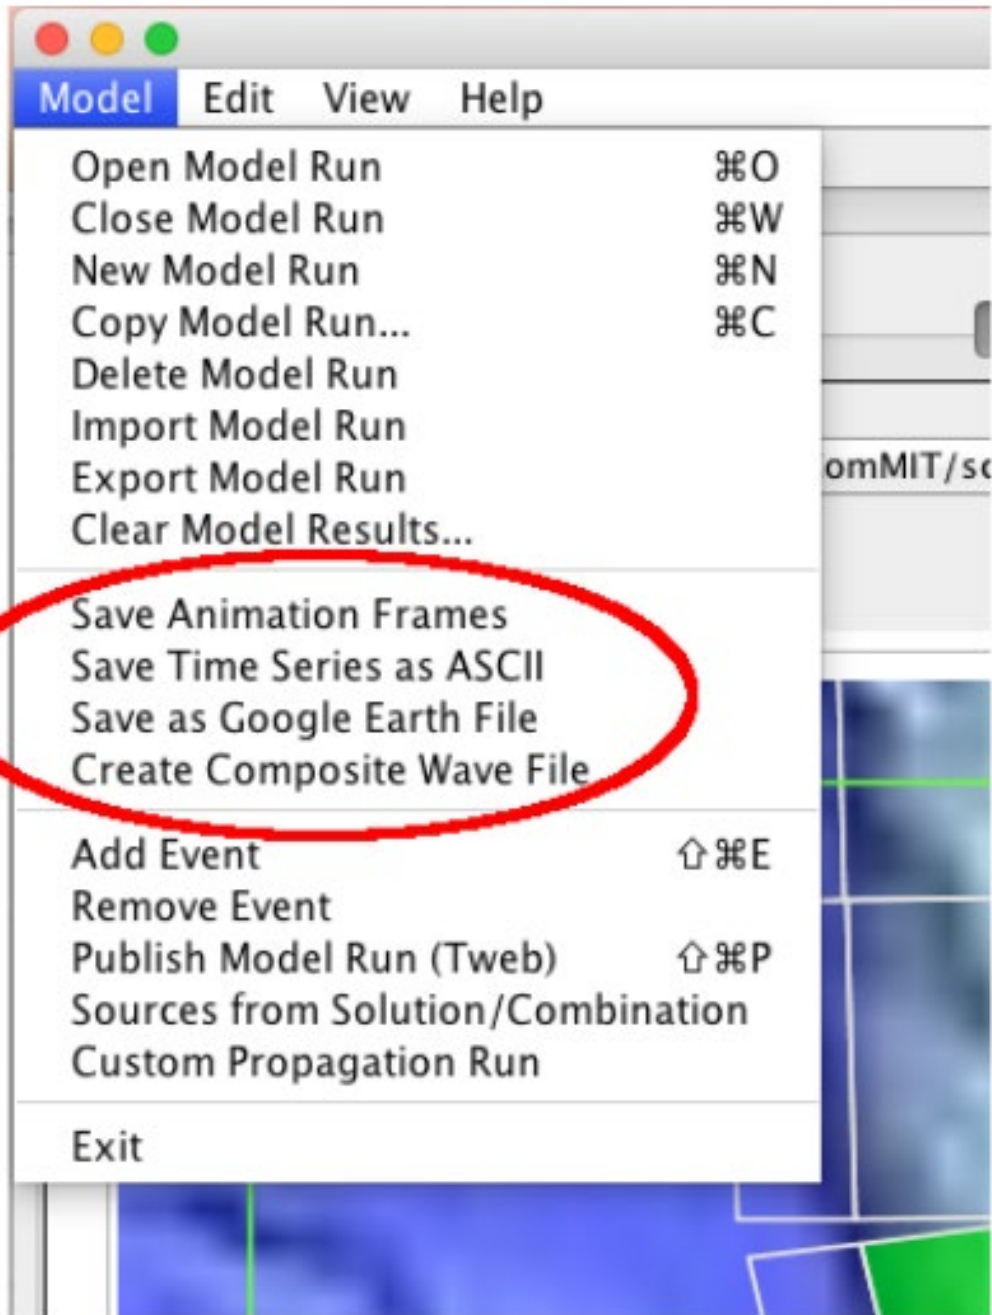 Model Edit View Help
Open Model Run ⌘O
Close Model Run ⌘W
New Model Run ⌘N
Copy Model Run... ⌘C
Delete Model Run
Import Model Run
Export Model Run
omMIT/sc
Clear Model Results...
Save Animation Frames
Save Time Series as ASCII
Save as Google Earth File
Create Composite Wave File
Add Event ⇧⌘E
Remove Event
Publish Model Run (Tweb) ⇧⌘P
Sources from Solution/Combination
Custom Propagation Run
Exit